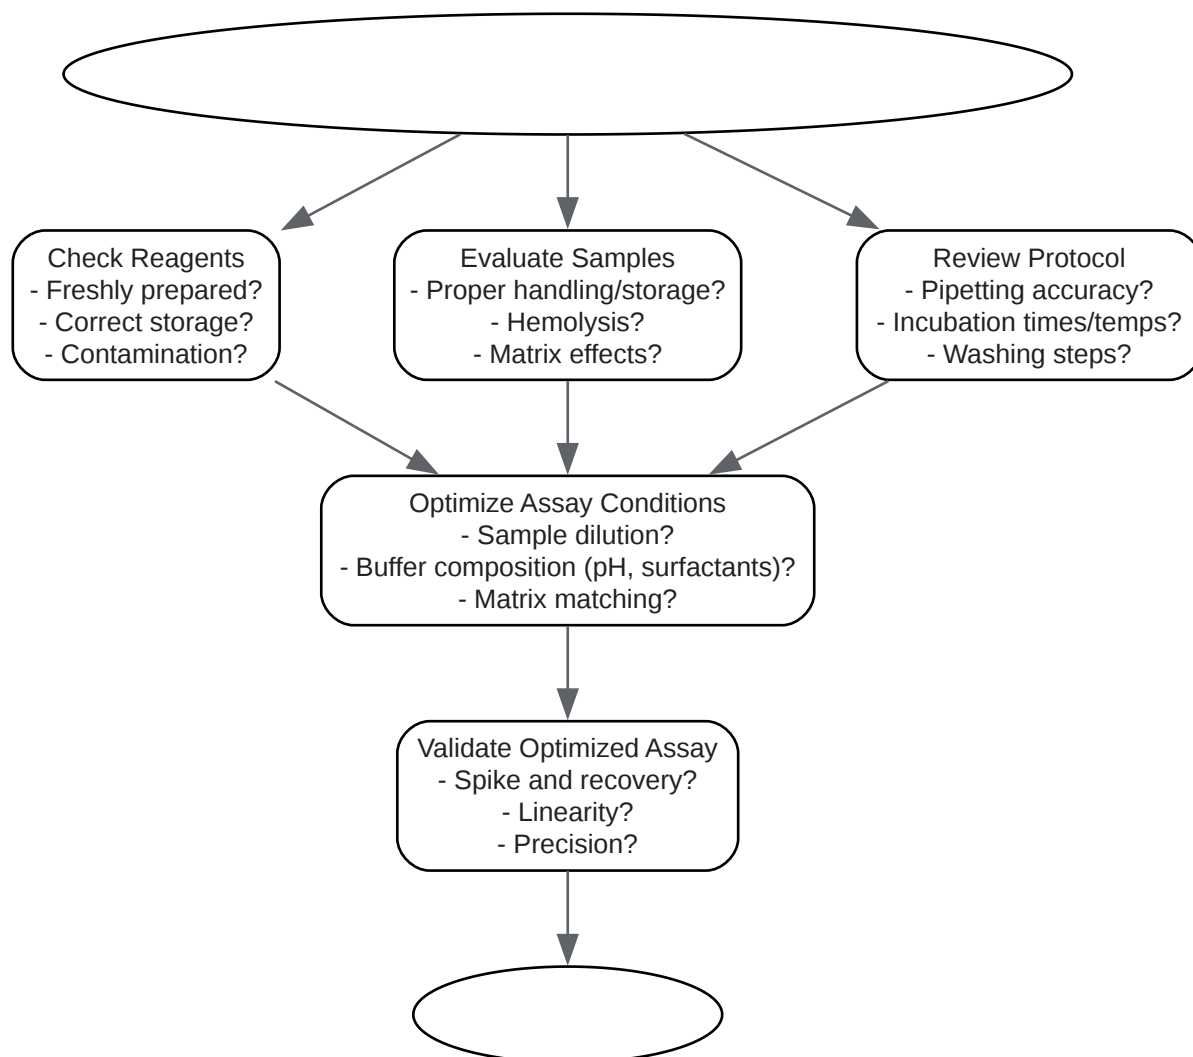 Check Reagents
- Freshly prepared?
- Correct storage?
- Contamination?
Evaluate Samples
- Proper handling/storage?
- Hemolysis?
- Matrix effects?
Review Protocol
- Pipetting accuracy?
- Incubation times/temps?
- Washing steps?
Optimize Assay Conditions
- Sample dilution?
- Buffer composition (pH, surfactants)?
- Matrix matching?
Validate Optimized Assay
- Spike and recovery?
- Linearity?
- Precision?